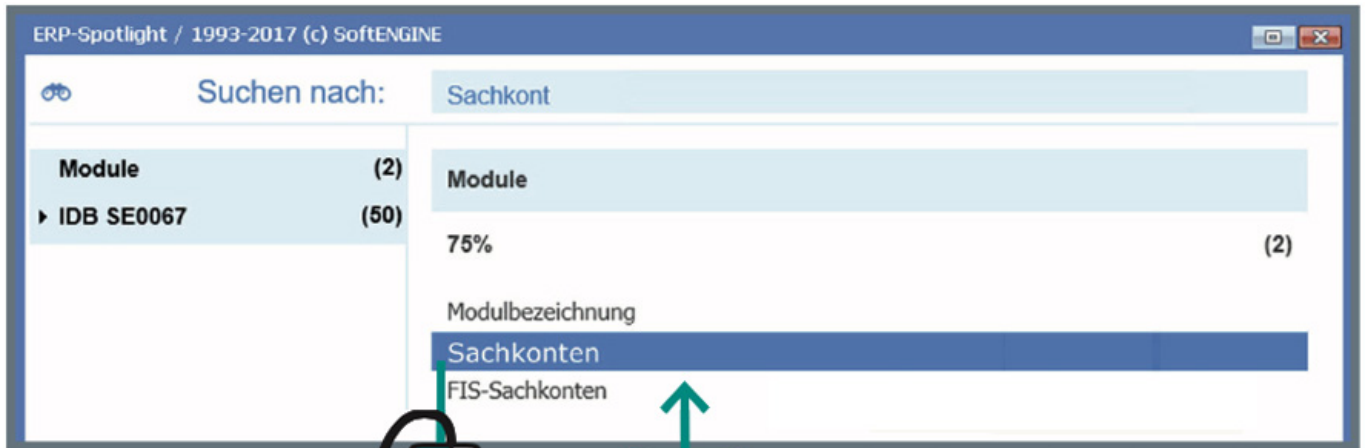 ERP-Spotlight / 1993-2017 (c) SoftENGINE
Suchen nach: Sachkont
Module (2)
IDB SE0067 (50)
Module
75% (2)
Modulbezeichnung
Sachkonten
FIS-Sachkonten